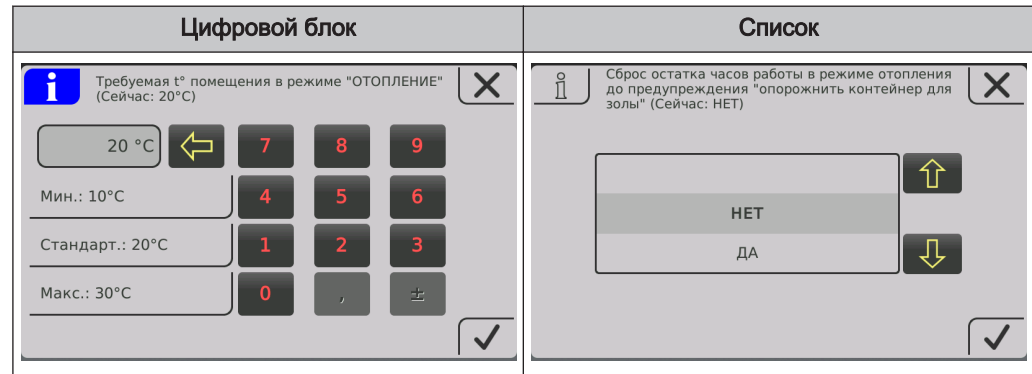 Цифровой блок
Список
i
Требуемая t° помещения в режиме "ОТОПЛЕНИЕ"
(Сейчас: 20°C)
20 °C
7
8
9
Мин.: 10°C
4
5
6
Стандарт.: 20°C
1
2
3
Макс.: 30°C
0
,
±
i
Сброс остатка часов работы в режиме отопления
до предупреждения "опорожнить контейнер для
золы" (Сейчас: НЕТ)
НЕТ
ДА